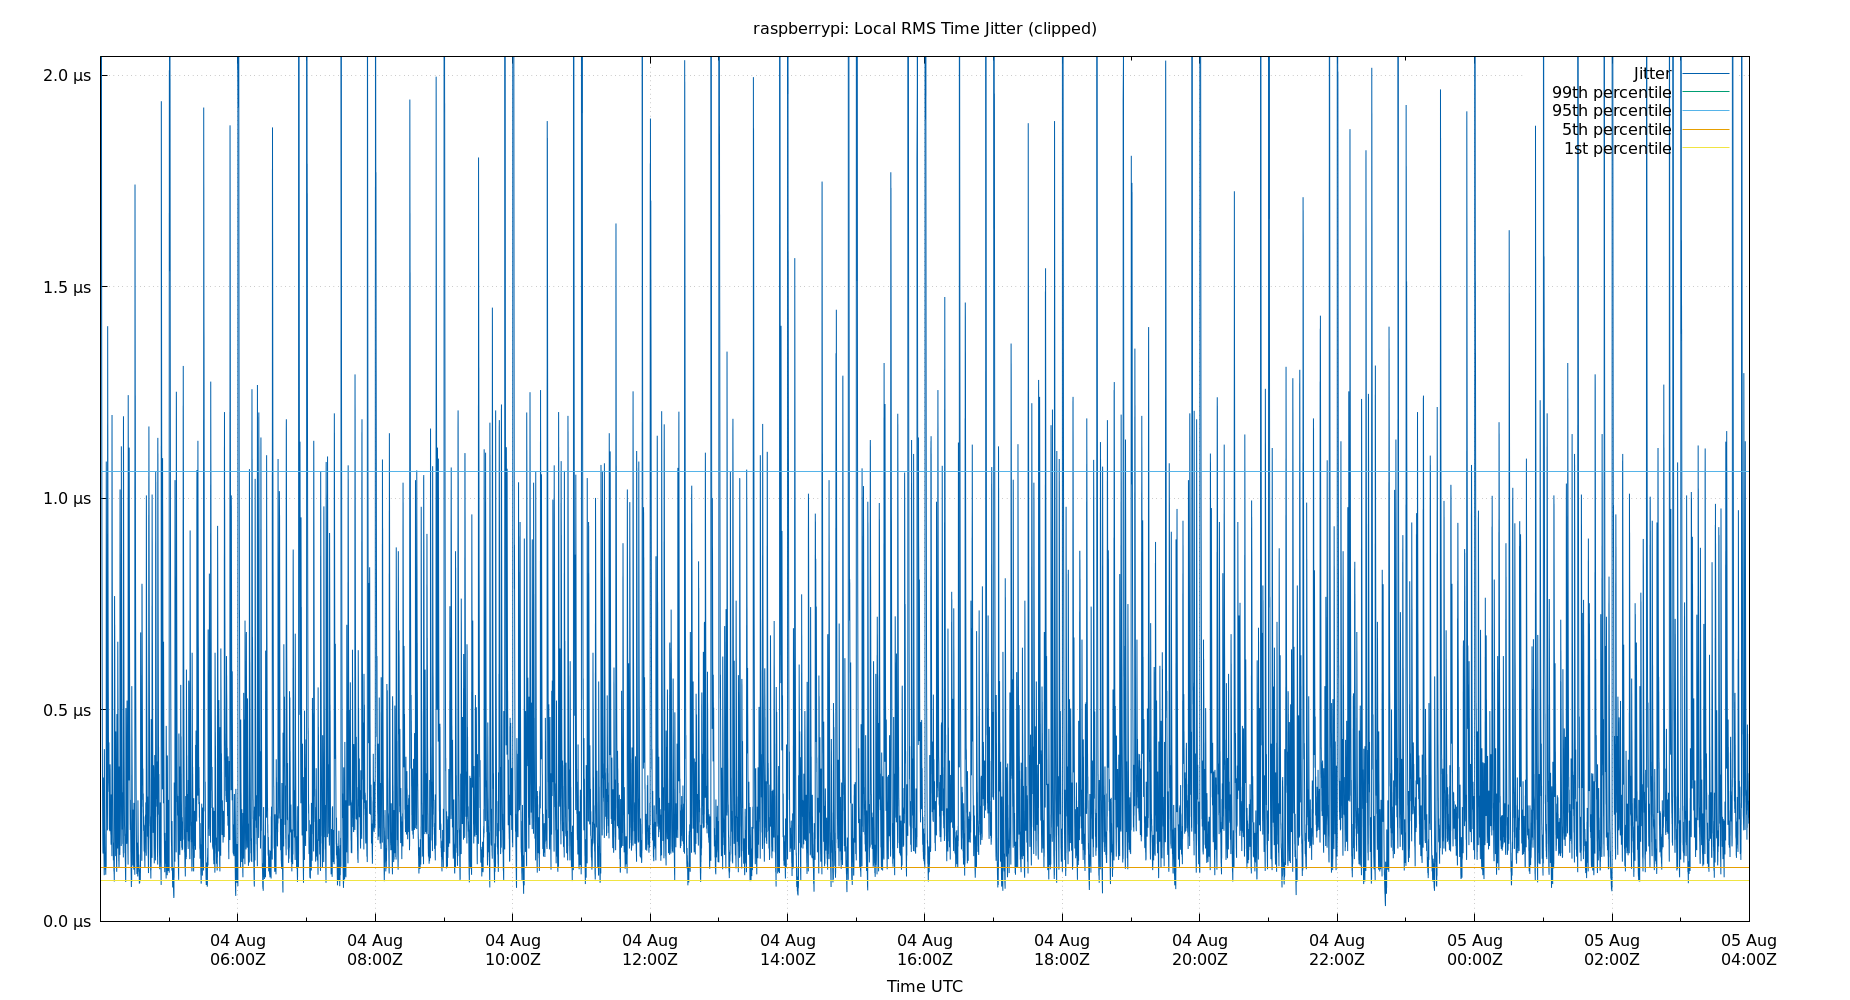 raspberrypi: Local RMS Time Jitter (clipped)
2.0 µs
1.5 µs
1.0 µs
0.5 µs
0.0 µs
Jitter
99th percentile
95th percentile
5th percentile
1st percentile
04 Aug 04 Aug 04 Aug 04 Aug 04 Aug 04 Aug 04 Aug 04 Aug 04 Aug 05 Aug 05 Aug 05 Aug
06:00Z 08:00Z 10:00Z 12:00Z 14:00Z 16:00Z 18:00Z 20:00Z 22:00Z 00:00Z 02:00Z 04:00Z
Time UTC